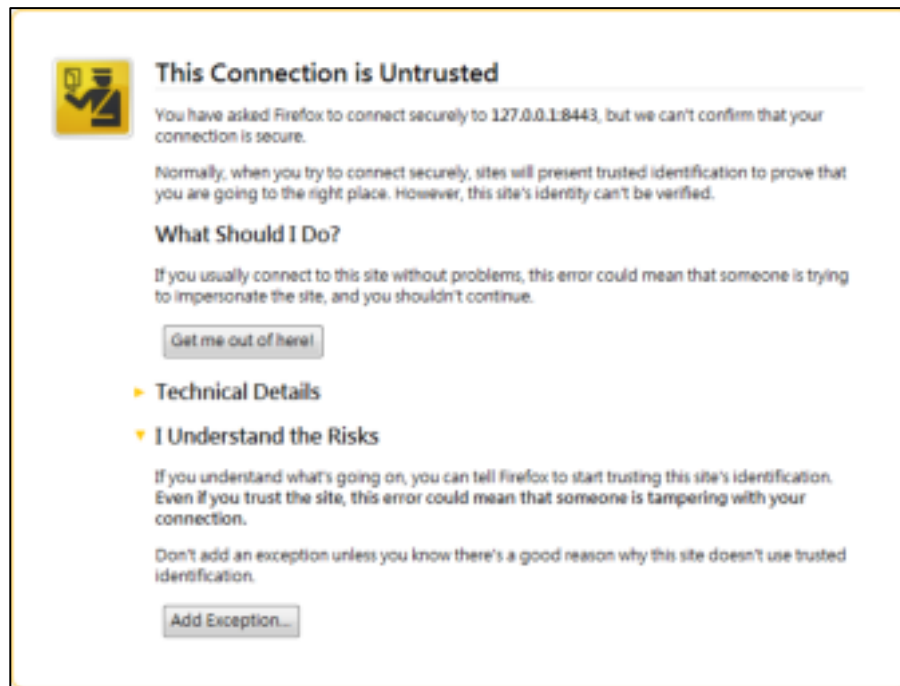 This Connection is Untrusted
You have asked Firefox to connect securely to 127.0.0.1:8443, but we can't confirm that your
connection is secure.
Normally, when you try to connect securely, sites will present trusted identification to prove that
you are going to the right place. However, this site's identity can't be verified.
What Should I Do?
If you usually connect to this site without problems, this error could mean that someone is trying
to impersonate the site, and you shouldn't continue.
Get me out of here!
Technical Details
I Understand the Risks
If you understand what's going on, you can tell Firefox to start trusting this site's identification.
Even if you trust the site, this error could mean that someone is tampering with your
connection.
Don't add an exception unless you know there's a good reason why this site doesn't use trusted
identification.
Add Exception...